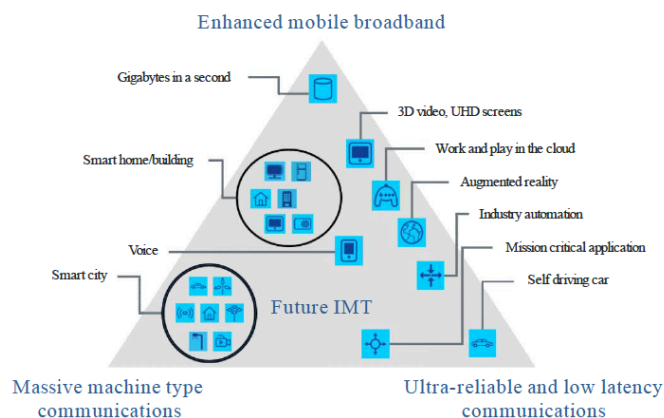 Enhanced mobile broadband
Gigabytes in a second
3D video, UHD screens
Work and play in the cloud
Smart home/building
Augmented reality
Industry automation
Voice
Mission critical application
Smart city
Self driving car
Future IMT
Massive machine type
communications
Ultra-reliable and low latency
communications